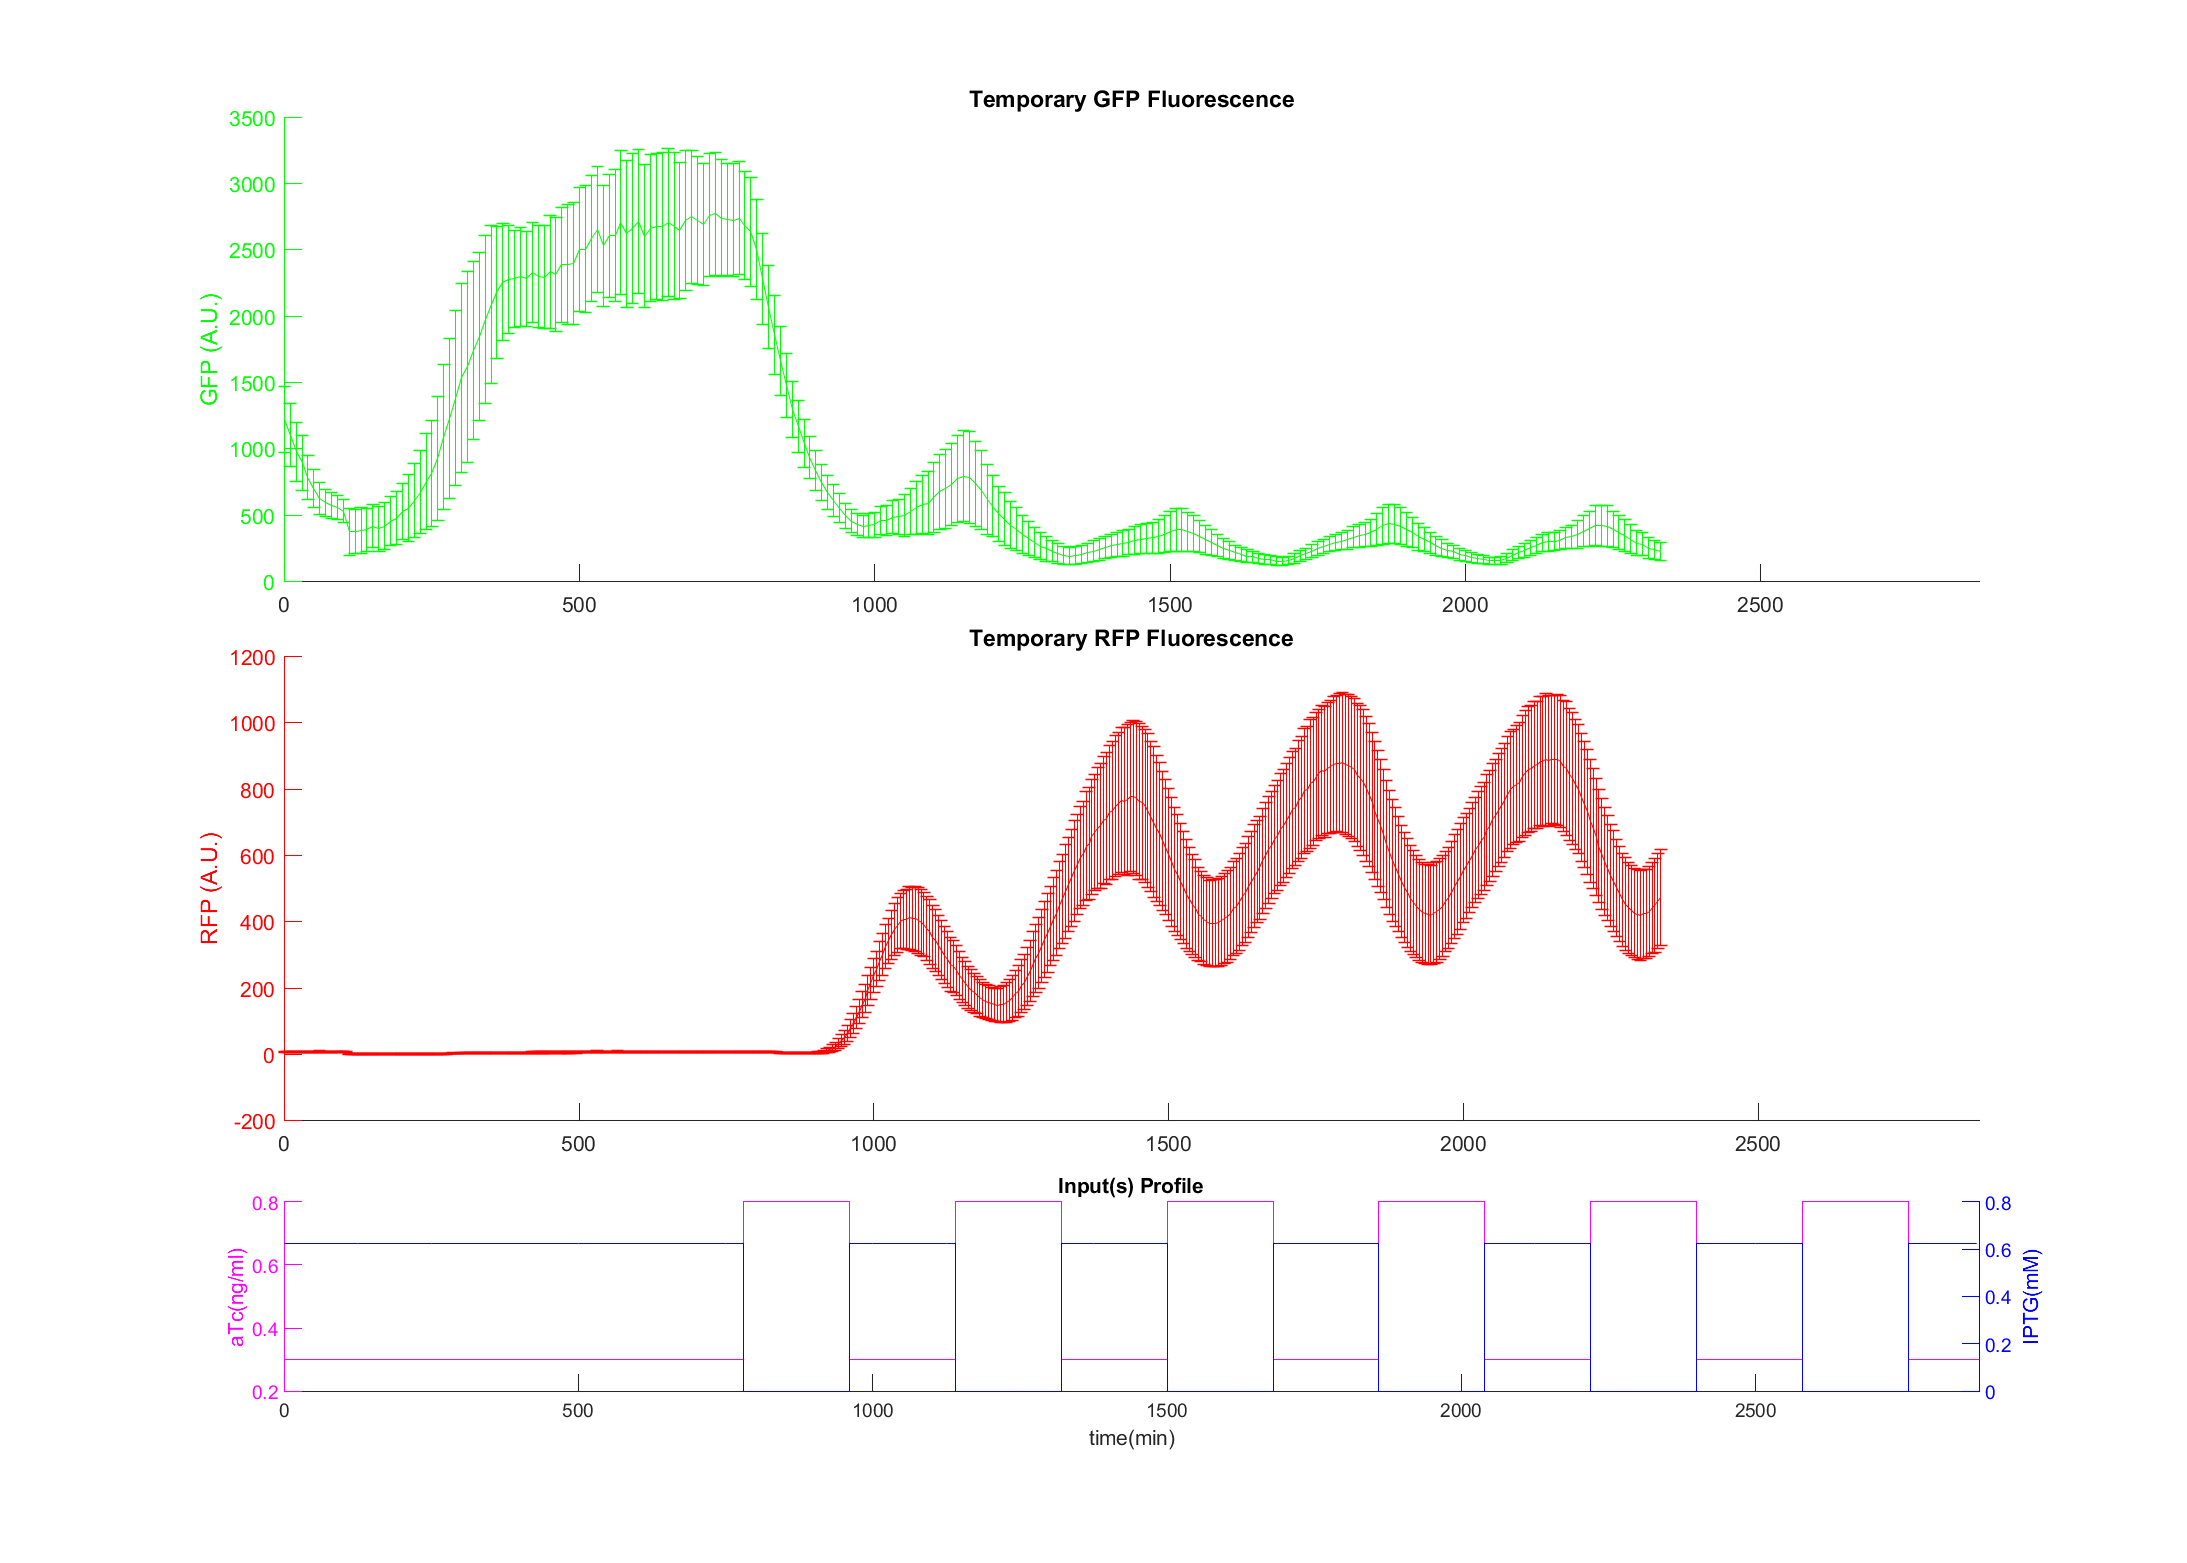 Temporary GFP Fluorescence
3500
3000
2500
2000
1500
1000
500
0
GFP (A.U.)
0 500 1000 1500 2000 2500
Temporary RFP Fluorescence
1200
1000
800
600
400
200
0
-200
RFP (A.U.)
0 500 1000 1500 2000 2500
Input(s) Profile
0.8
0.6
0.4
0.2
aTc(ng/ml)
0.8
0.6
0.4
0.2
0
IPTG(mM)
0 500 1000 1500 2000 2500
time(min)